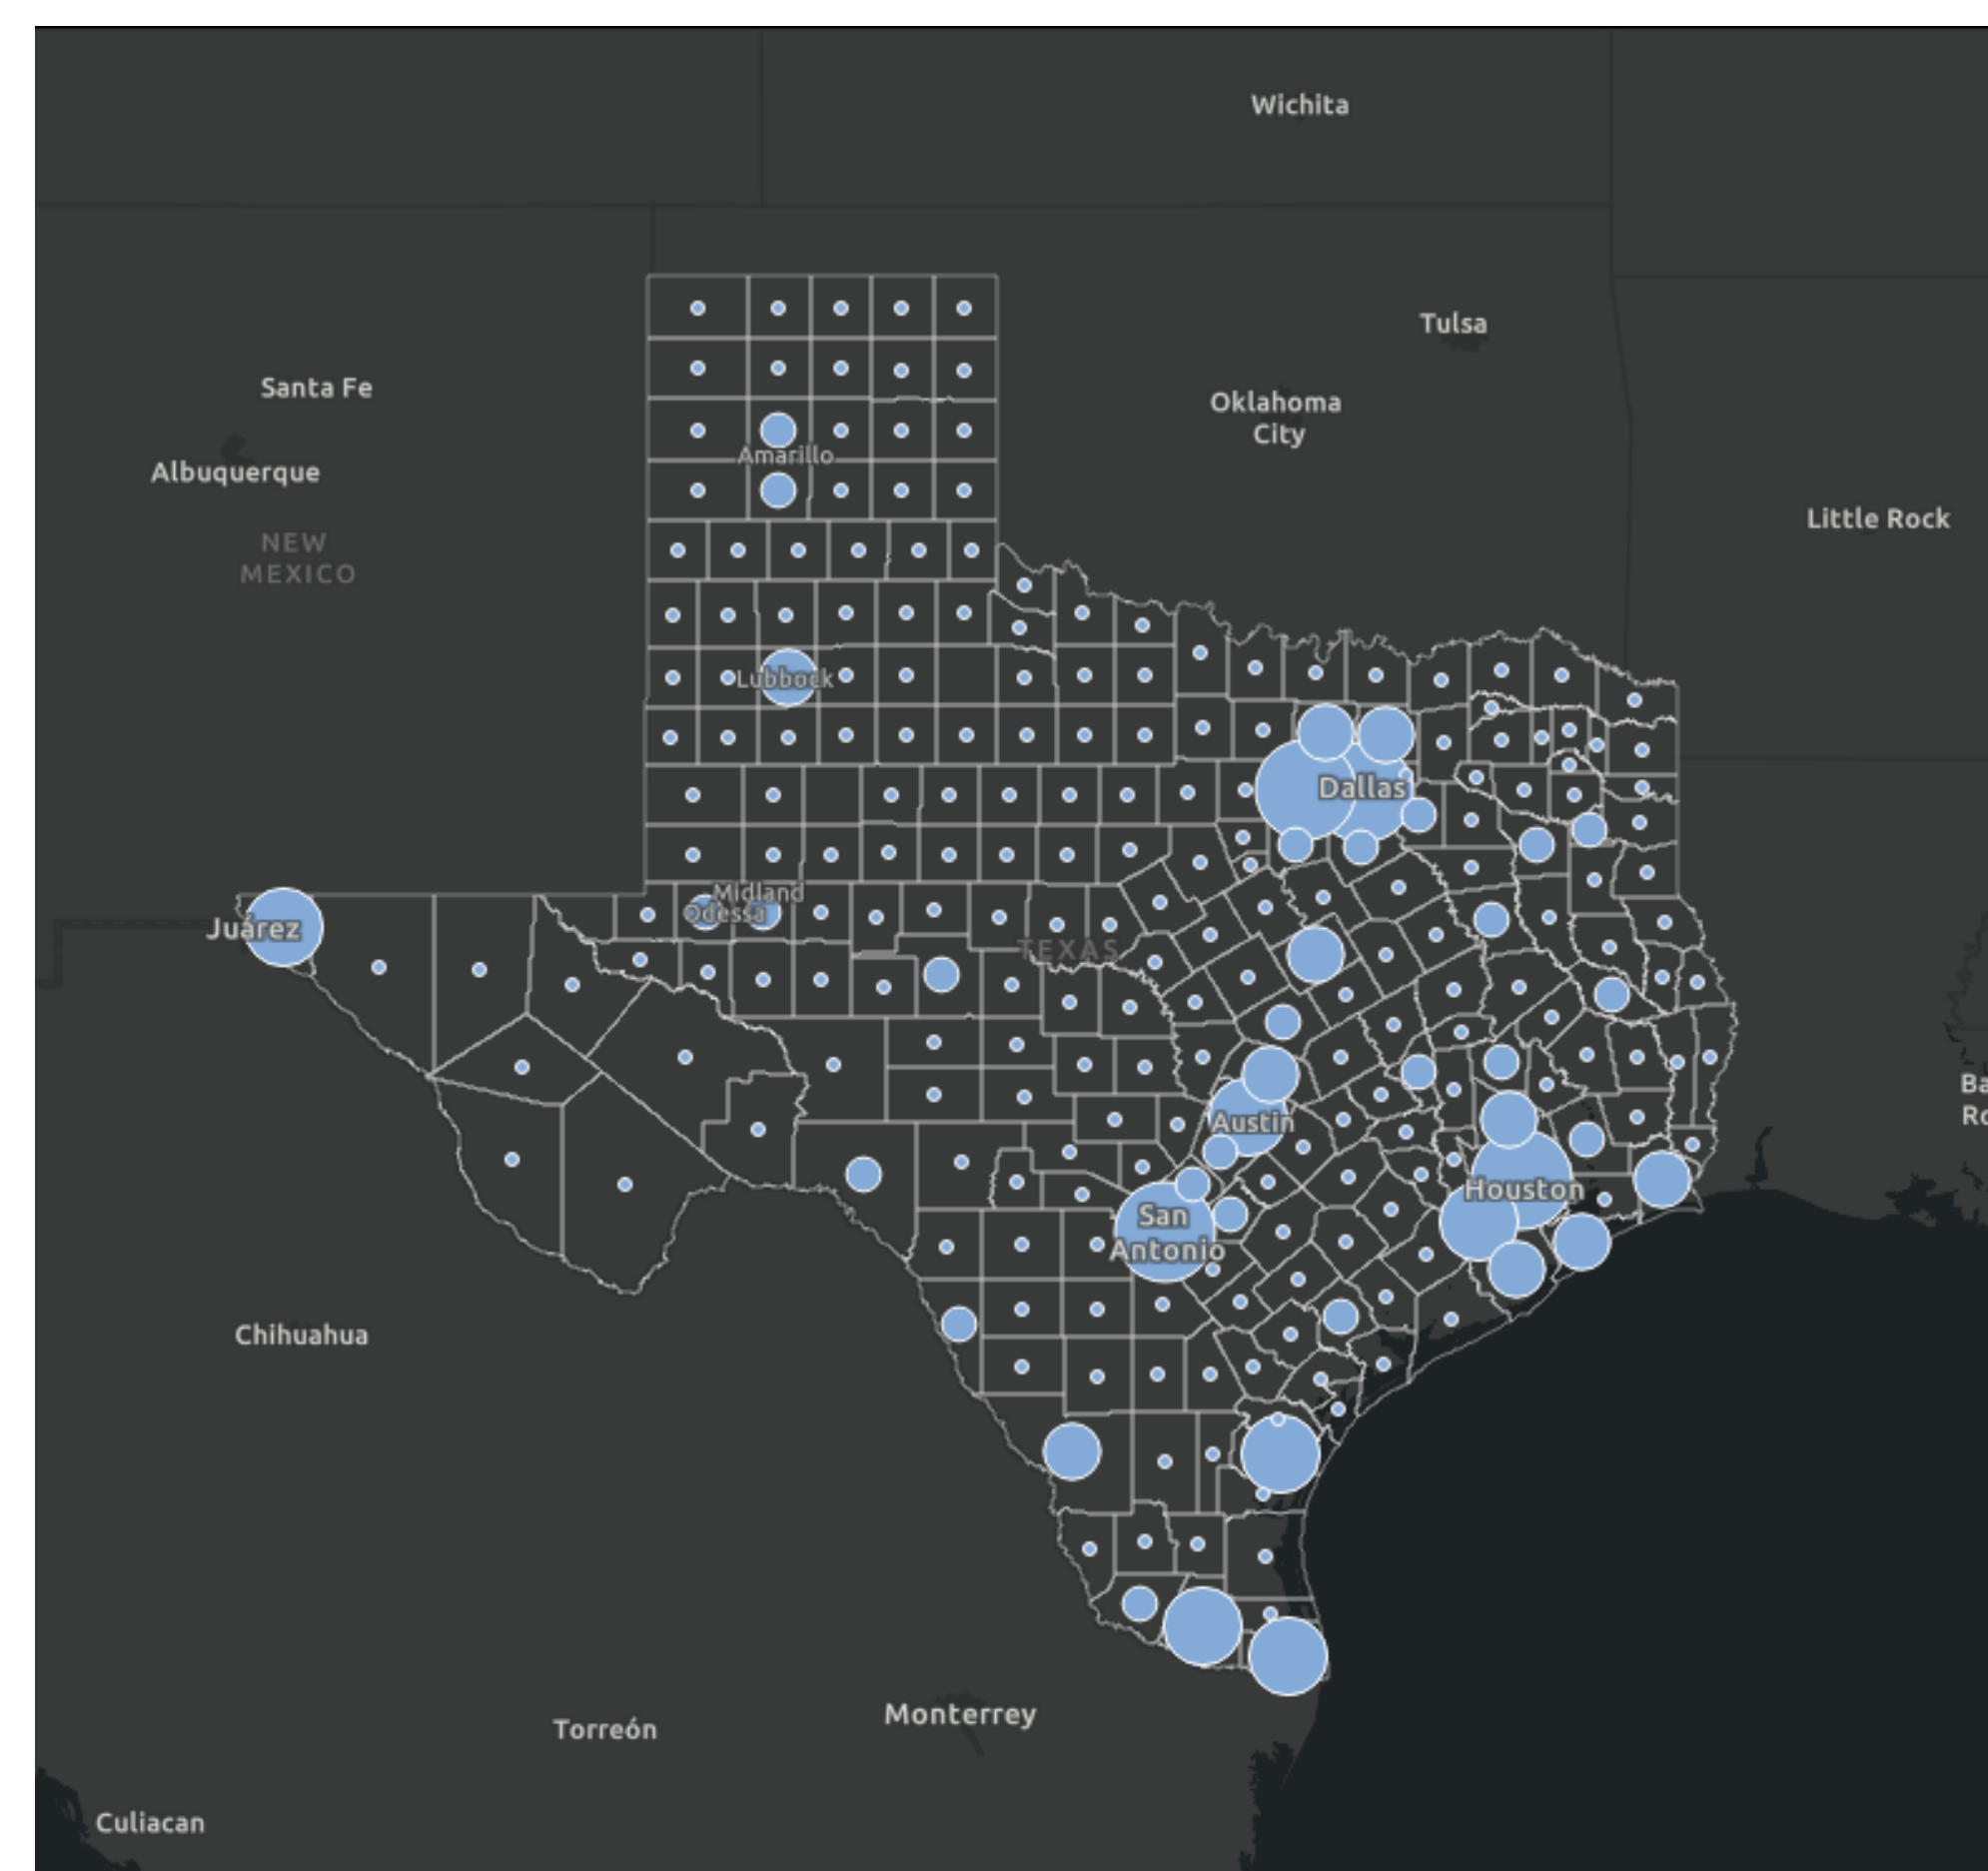 Wichita
Tulsa
Santa Fe
Oklahoma
City
Amarillo
Albuquerque
Little Rock
NEW
MEXICO
Lubbock
Dallas
Midland
Odessa
Juárez
TEXAS
Ba
Ro
Austin
Houston
San
Antonio
Chihuahua
Monterrey
Torreón
Culiacan